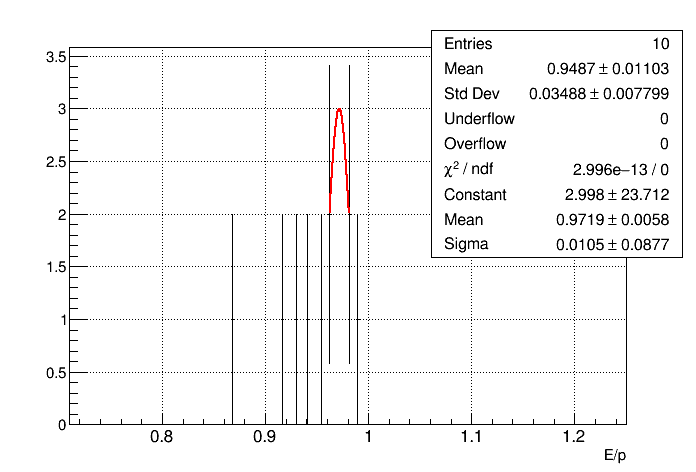 Entries 10
Mean 0.9487 ± 0.01103
Std Dev 0.03488 ± 0.007799
Underflow 0
Overflow 0
χ² / ndf 2.996e−13 / 0
Constant 2.998 ± 23.712
Mean 0.9719 ± 0.0058
Sigma 0.0105 ± 0.0877
3.5
3
2.5
2
1.5
1
0.5
0
0.8 0.9 1 1.1 1.2
E/p